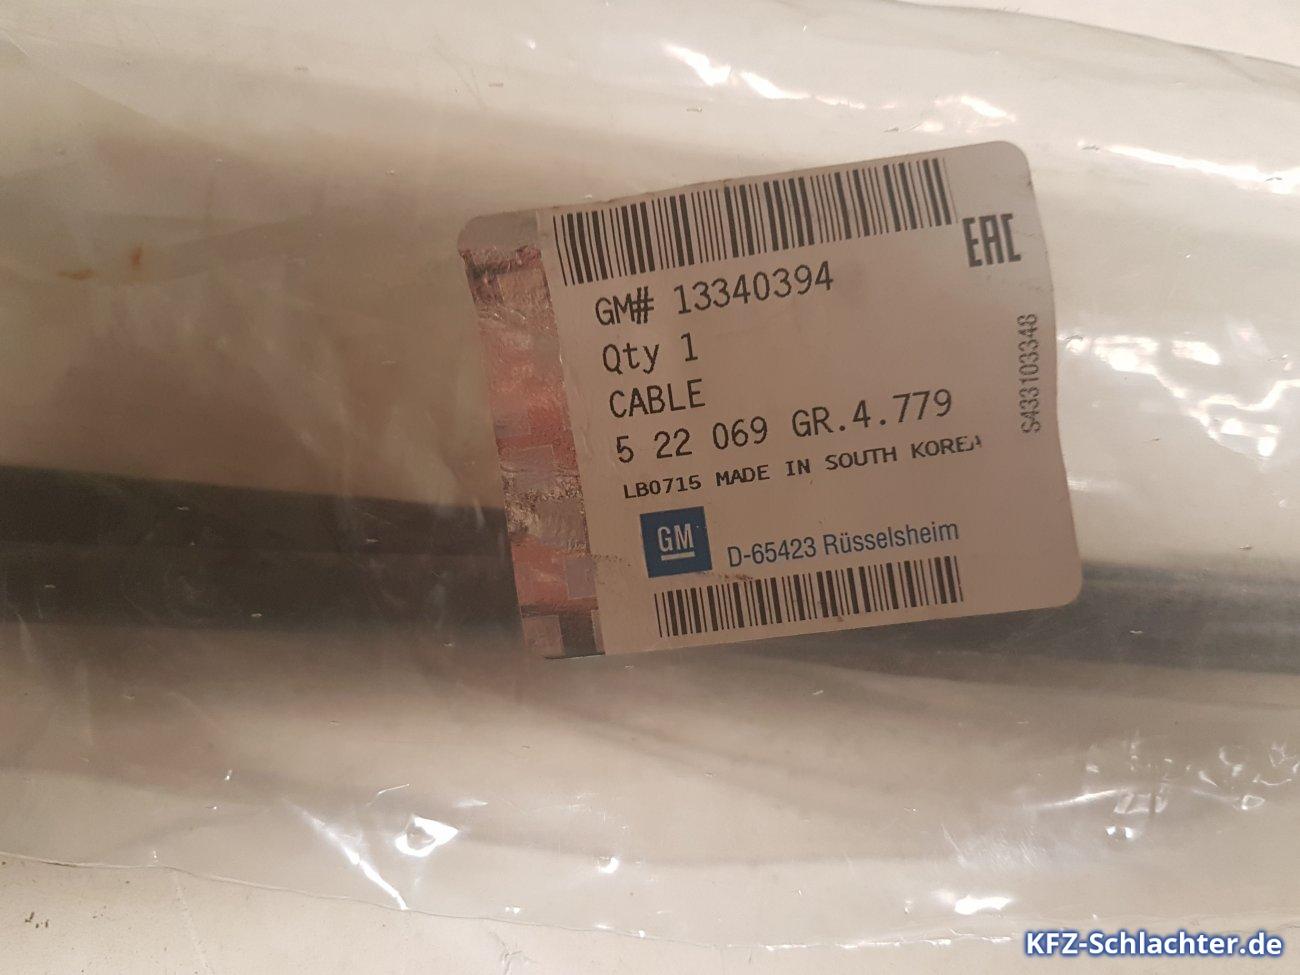 EAC
GM# 13340394
Qty 1
CABLE
5 22 069 GR.4.779
LB0715 MADE IN SOUTH KOREA
S433103348
GM
D-65423 Rüsselsheim
KFZ-Schlachter.de